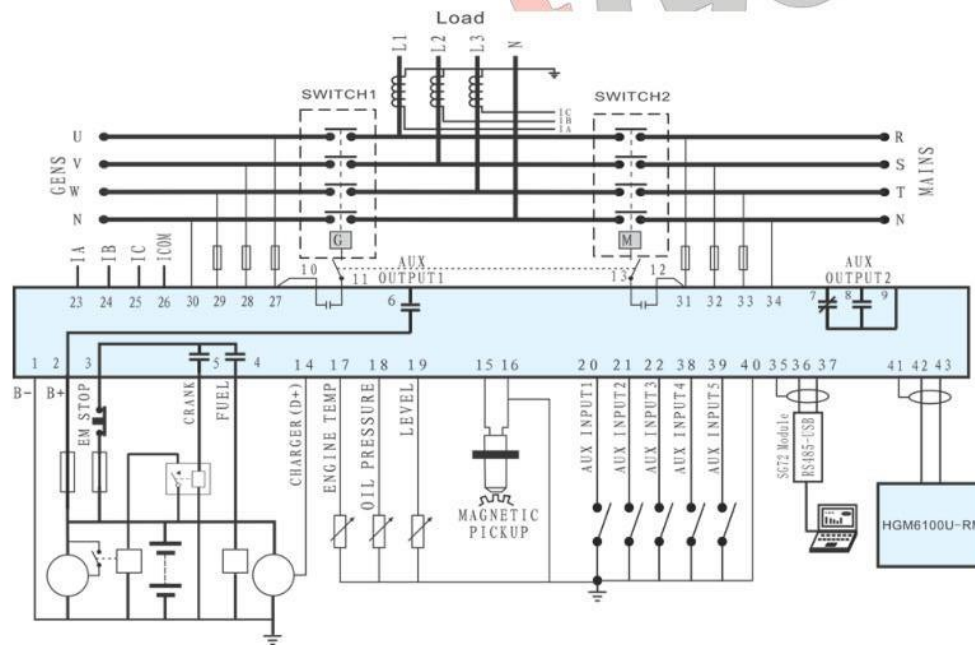 Load
L1 L2 L3 N
SWITCH1
SWITCH2
IC
IB
IA
U
V
W
N
GENS
R
S
T
N
MAINS
G
M
IA IB IC ICOM
10 11
AUX
OUTPUT1
13 12
AUX
OUTPUT2
23 24 25 26 30 29 28 27 6 31 32 33 34 7 8 9
1 2 3 5 4 14 17 18 19 15 16 20 21 22 38 39 40 35 36 37 41 42 43
B- B+
EM STOP
CRANK
FUEL
CHARGER(D+)
ENGINE TEMP
OIL PRESSURE
LEVEL
MAGNETIC
PICKUP
AUX INPUT1
AUX INPUT2
AUX INPUT3
AUX INPUT4
AUX INPUT5
SG72 Module
RS485-USB
HGM6100U-RM